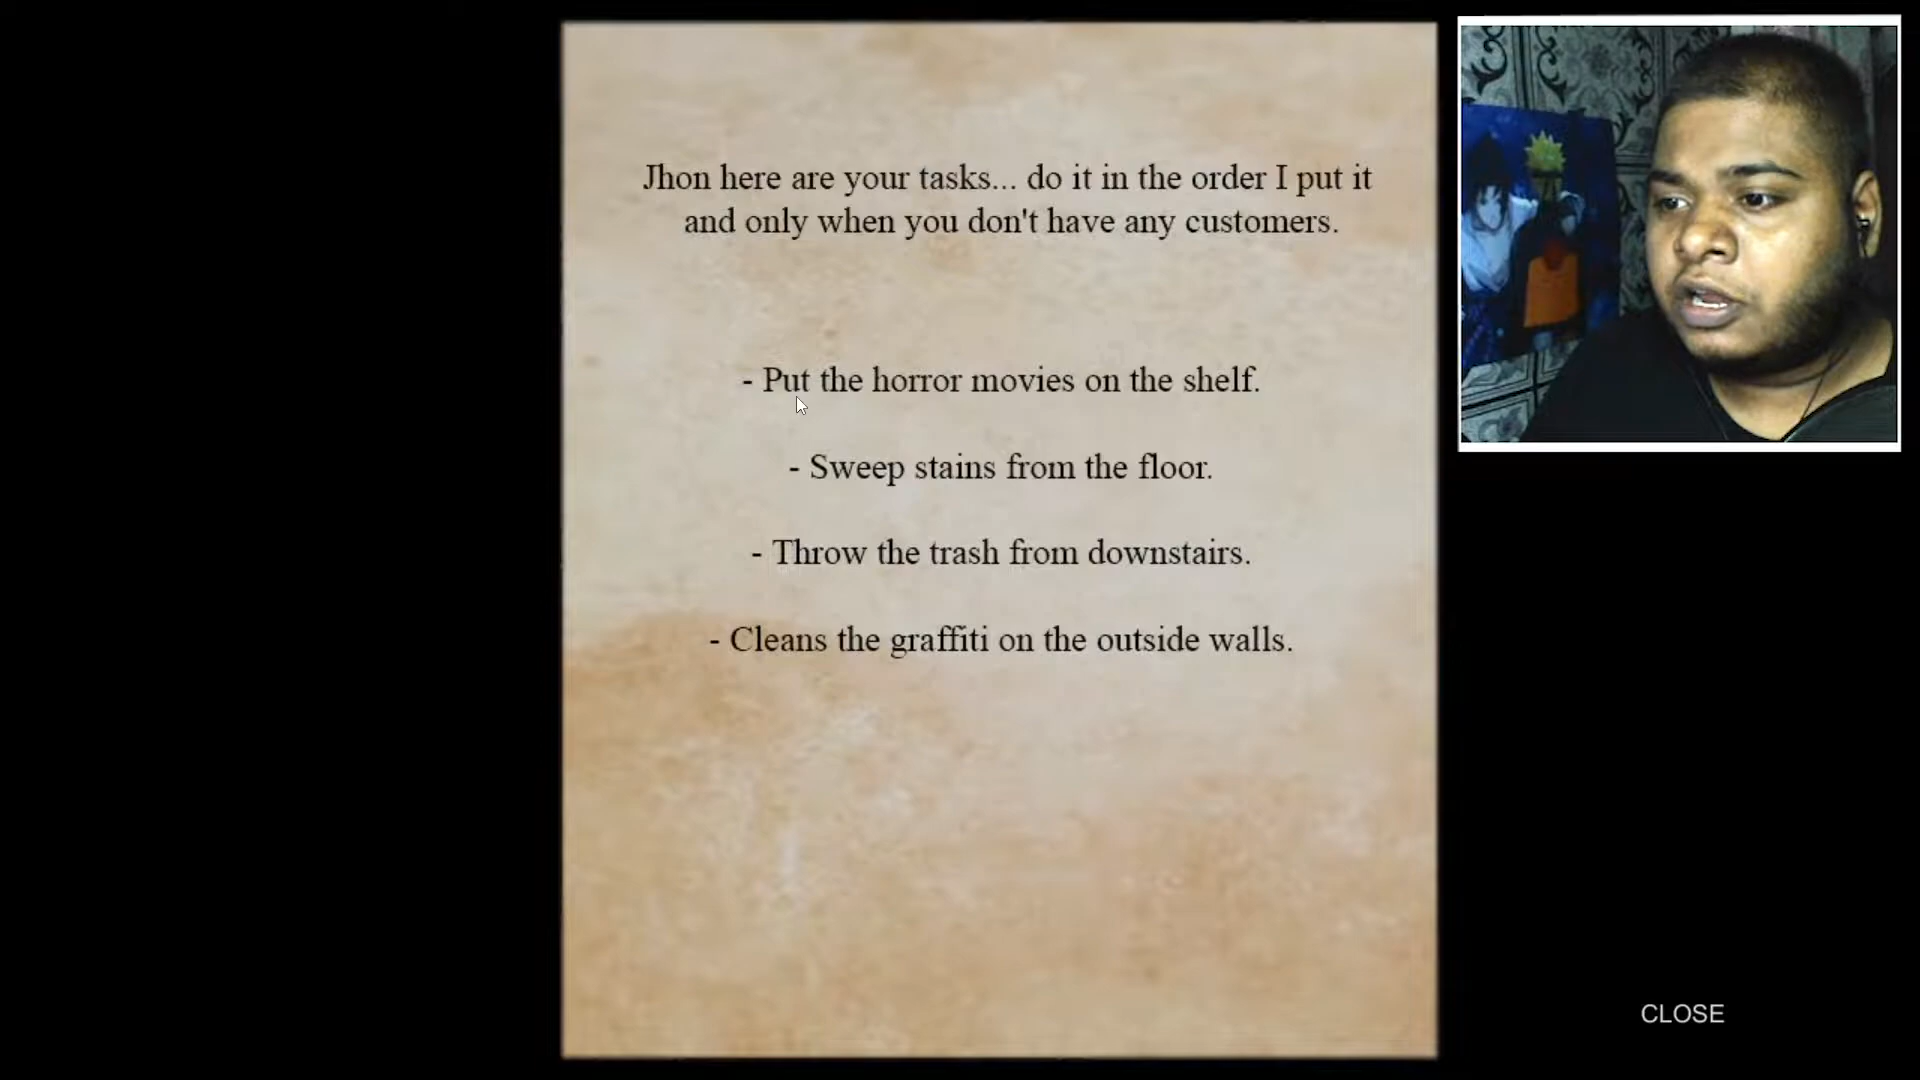 Jhon here are your tasks... do it in the order I put it
and only when you don't have any customers.
- Put the horror movies on the shelf.
- Sweep stains from the floor.
- Throw the trash from downstairs.
- Cleans the graffiti on the outside walls.
CLOSE